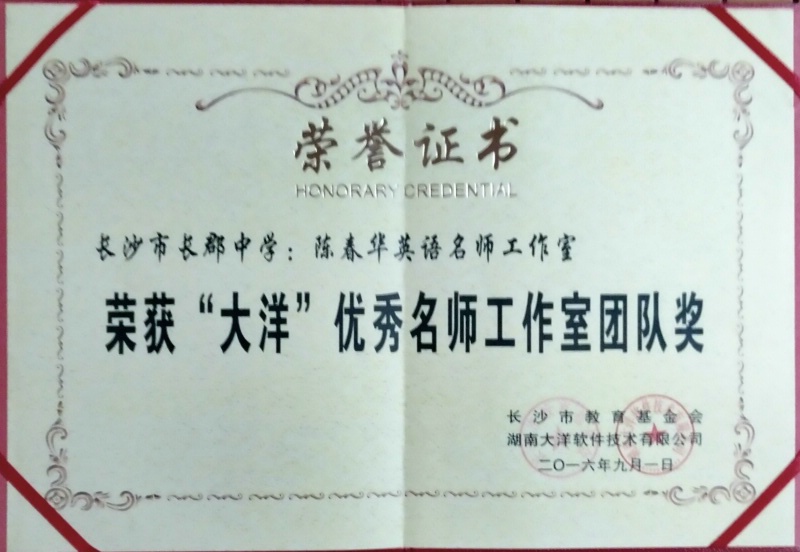 荣誉证书
HONORARY CREDENTIAL
长沙市长郡中学：陈春华英语名师工作室
荣获“大洋”优秀名师工作室团队奖
长沙市教育基金会
湖南大洋软件技术有限公司
二〇一六年九月一日